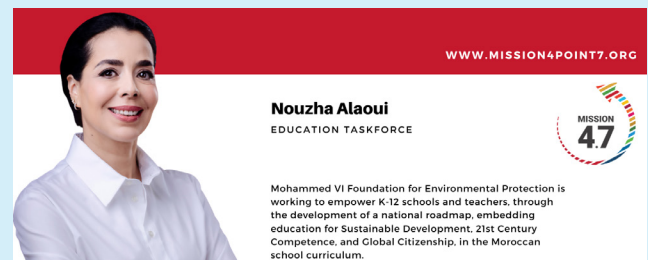 WWW.MISSION4POINT7.ORG
Nouzha Alaoui
EDUCATION TASKFORCE
MISSION
4.7
Mohammed VI Foundation for Environmental Protection is
working to empower K-12 schools and teachers, through
the development of a national roadmap, embedding
education for Sustainable Development, 21st Century
Competence, and Global Citizenship, in the Moroccan
school curriculum.